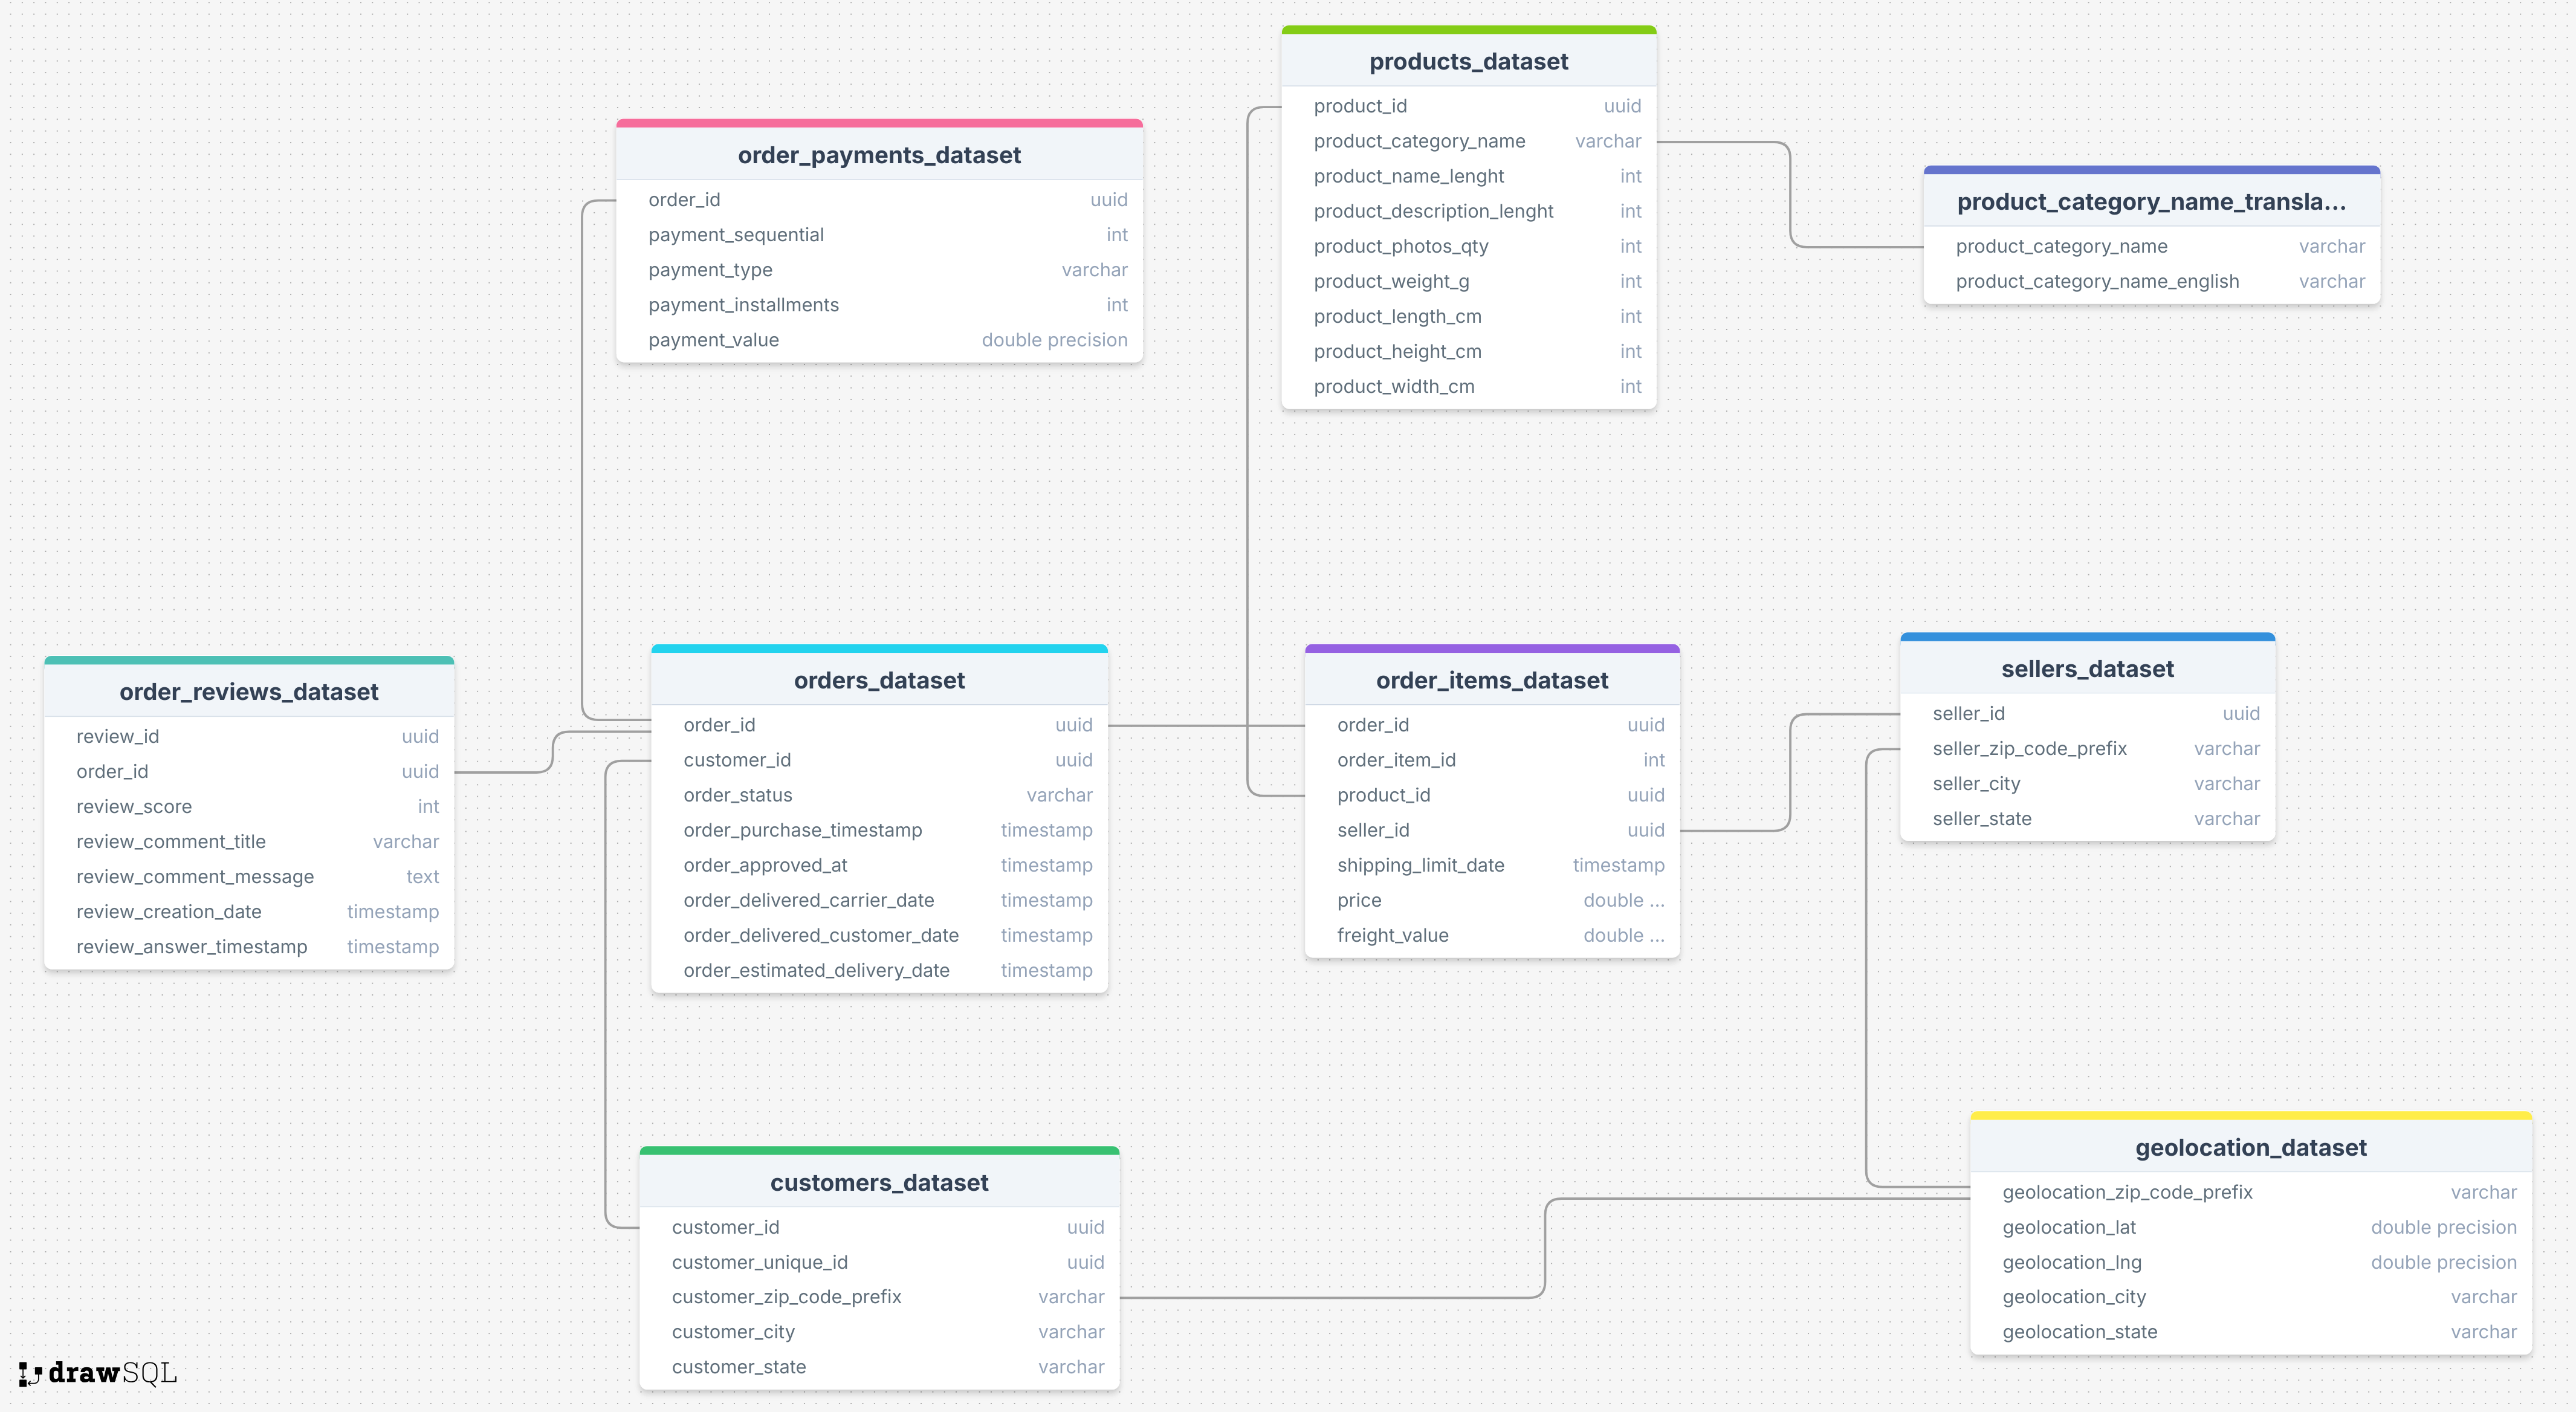 products_dataset
product_id uuid
product_category_name varchar
product_name_lenght int
product_description_lenght int
product_photos_qty int
product_weight_g int
product_length_cm int
product_height_cm int
product_width_cm int
order_payments_dataset
order_id uuid
payment_sequential int
payment_type varchar
payment_installments int
payment_value double precision
product_category_name_transla...
product_category_name varchar
product_category_name_english varchar
order_reviews_dataset
review_id uuid
order_id uuid
review_score int
review_comment_title varchar
review_comment_message text
review_creation_date timestamp
review_answer_timestamp timestamp
orders_dataset
order_id uuid
customer_id uuid
order_status varchar
order_purchase_timestamp timestamp
order_approved_at timestamp
order_delivered_carrier_date timestamp
order_delivered_customer_date timestamp
order_estimated_delivery_date timestamp
order_items_dataset
order_id uuid
order_item_id int
product_id uuid
seller_id uuid
shipping_limit_date timestamp
price double ...
freight_value double ...
sellers_dataset
seller_id uuid
seller_zip_code_prefix varchar
seller_city varchar
seller_state varchar
customers_dataset
customer_id uuid
customer_unique_id uuid
customer_zip_code_prefix varchar
customer_city varchar
customer_state varchar
geolocation_dataset
geolocation_zip_code_prefix varchar
geolocation_lat double precision
geolocation_lng double precision
geolocation_city varchar
geolocation_state varchar
drawSQL